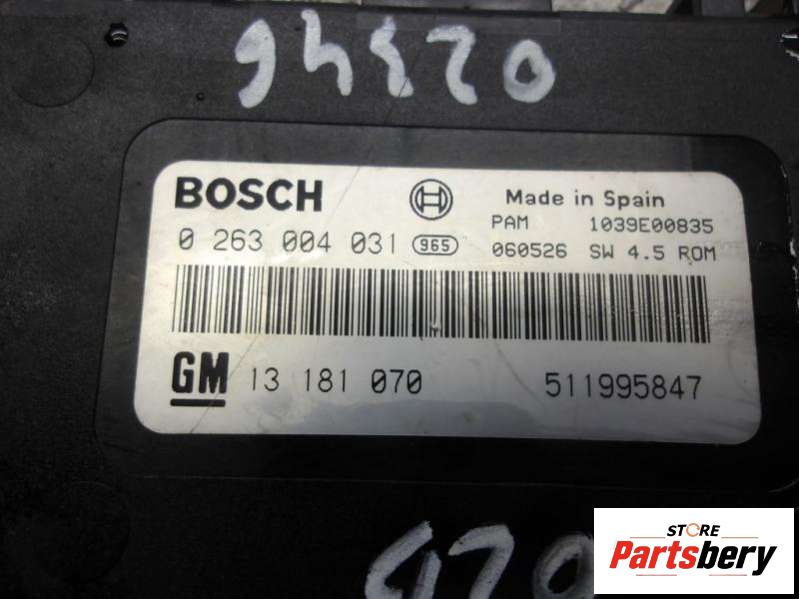 BOSCH
Made in Spain
PAM 1039E00835
0 263 004 031 965
060526 SW 4.5 ROM
GM 13 181 070
511995847
STORE
Partsbery